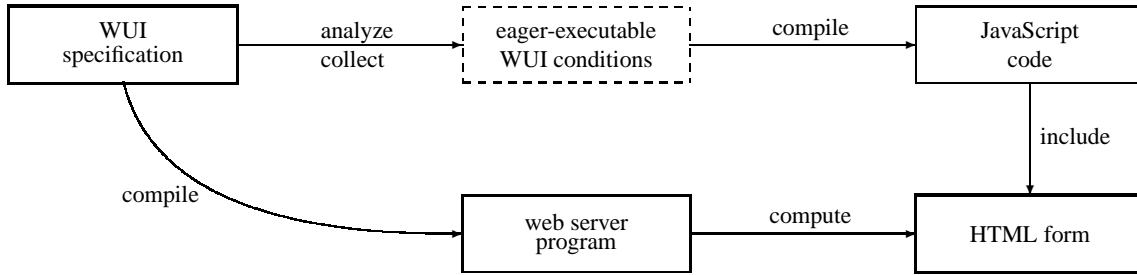 WUI
specification
analyze
collect
eager-executable
WUI conditions
compile
JavaScript
code
include
compile
web server
program
compute
HTML form